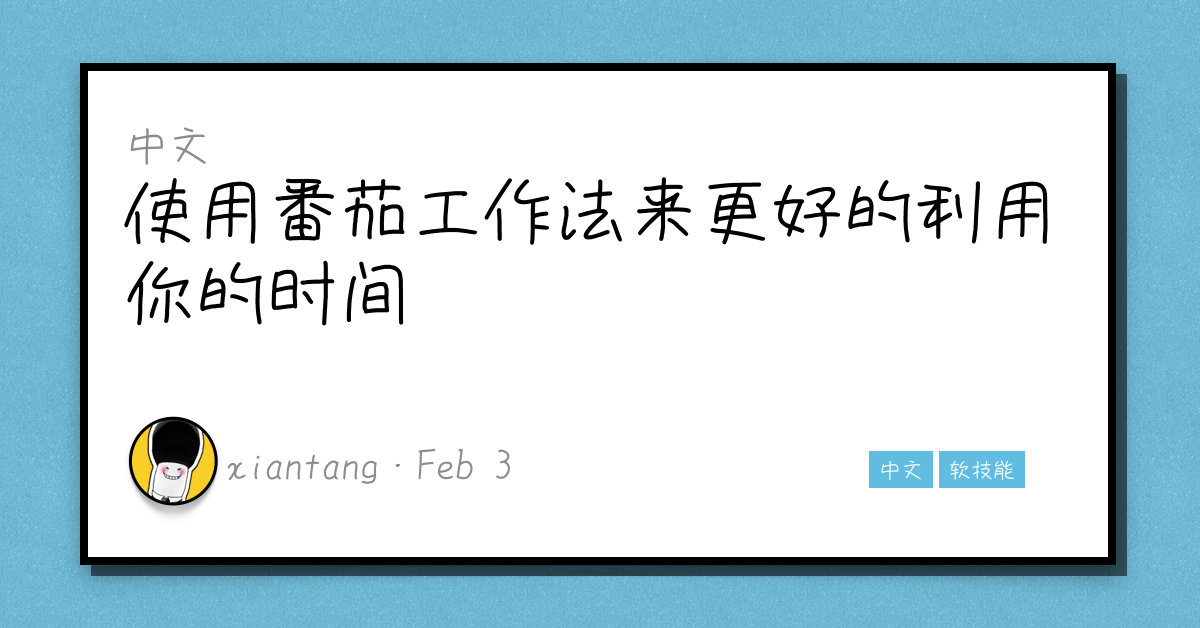 中文
使用番茄工作法来更好的利用
你的时间
xiantang · Feb 3
中文 软技能